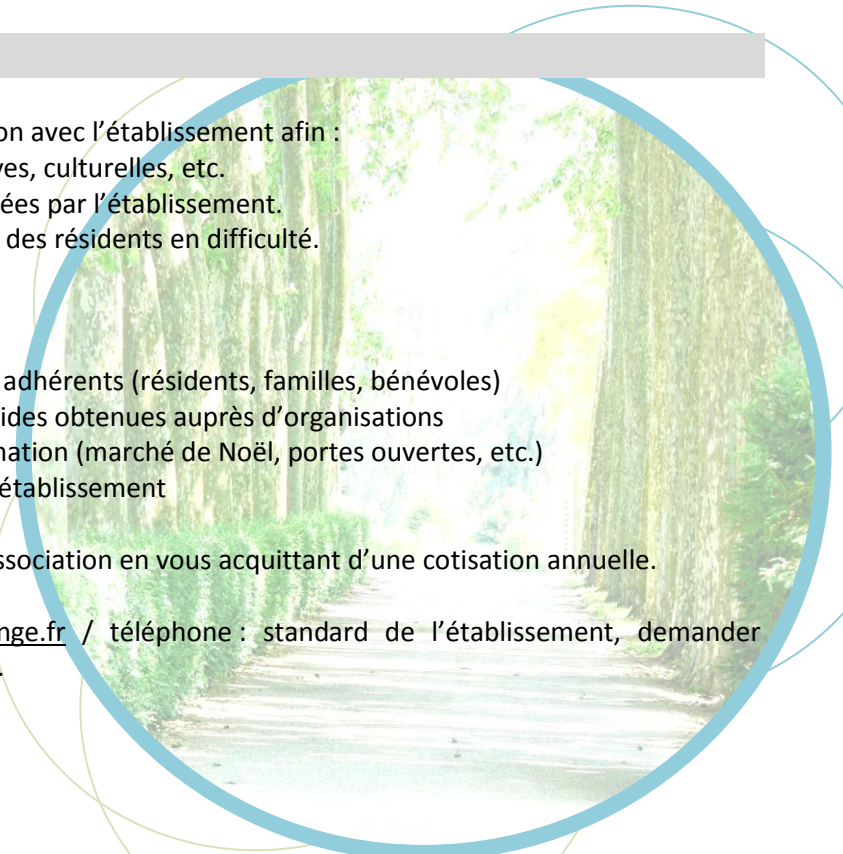 on avec l'établissement afin :
ves, culturelles, etc.
ées par l'établissement.
des résidents en difficulté.
adhérents (résidents, familles, bénévoles)
ides obtenues auprès d'organisations
nation (marché de Noël, portes ouvertes, etc.)
établissement
ssociation en vous acquittant d'une cotisation annuelle.
nge.fr / téléphone : standard de l'établissement, demander
.